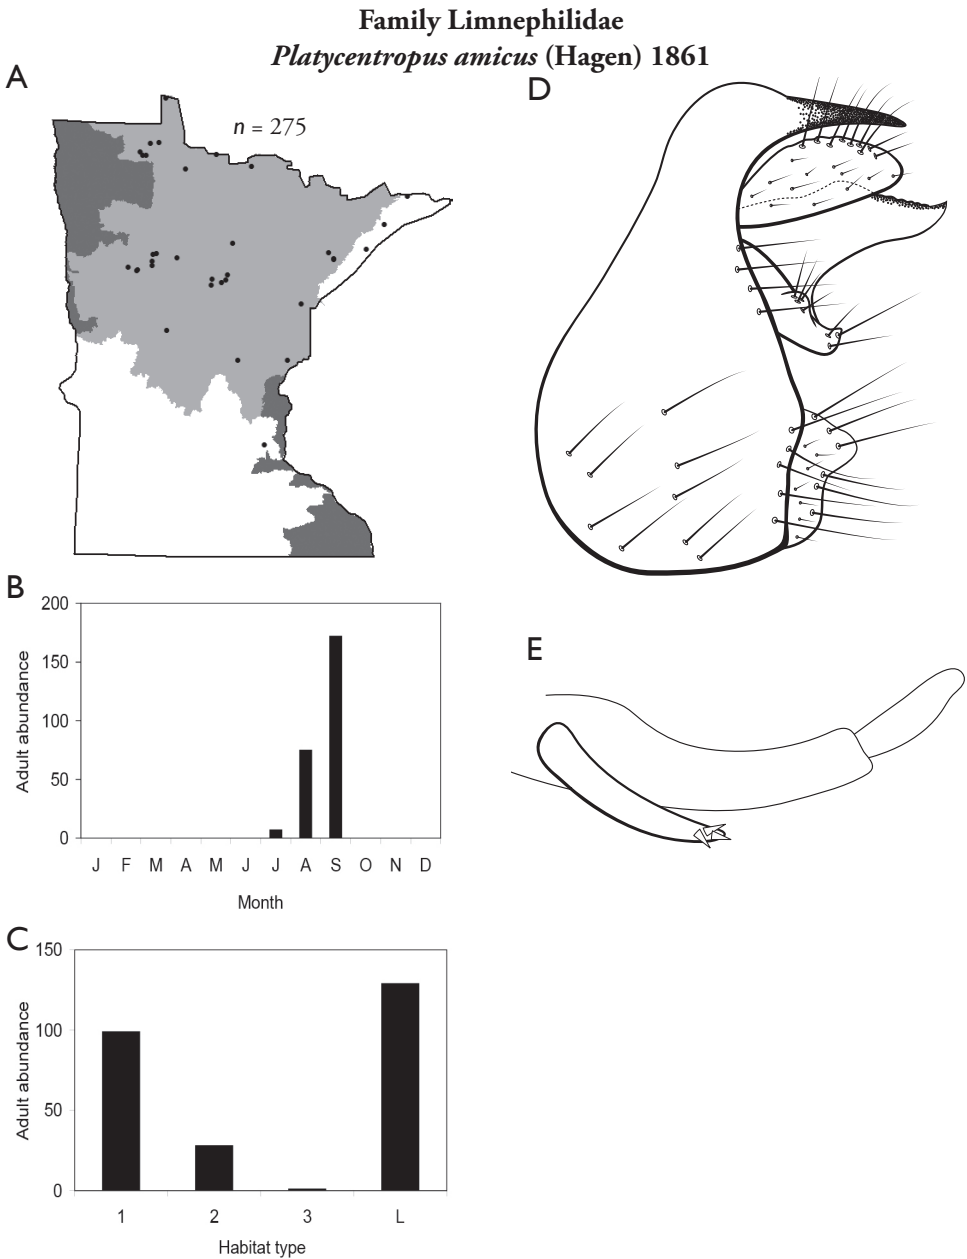 Family Limnephilidae
Platycentropus amicus (Hagen) 1861
A
n = 275
D
B
200
150
100
50
0
Adult abundance
J F M A M J J A S O N D
Month
E
C
150
100
50
0
Adult abundance
1 2 3 L
Habitat type